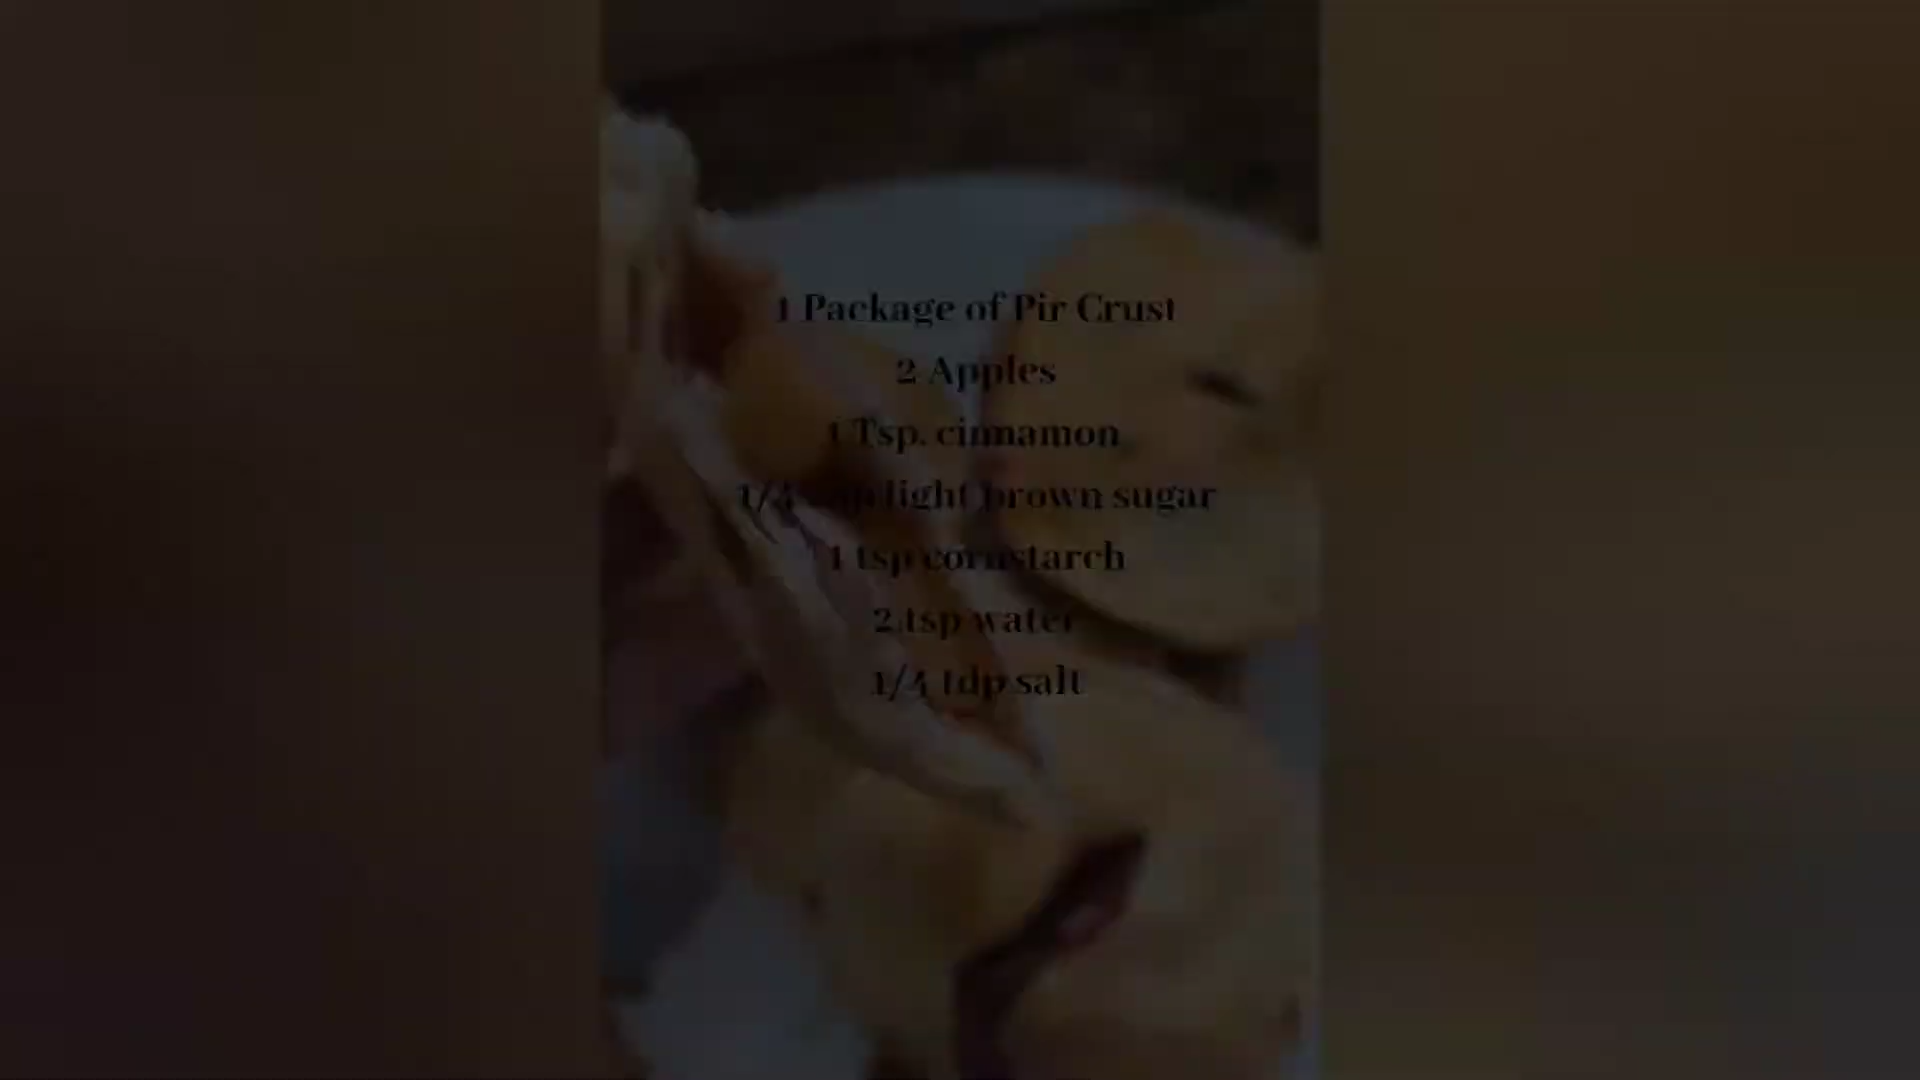 1 Package of Pir Crust
2 Apples
1 Tsp. cinnamon
1/4 light brown sugar
1 tsp cornstarch
2 tsp water
1/4 tdp salt